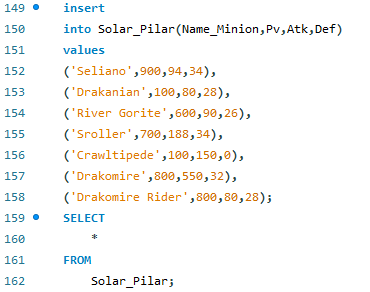 149 insert
150 into Solar_Pilar(Name_Minion,Pv,Atk,Def)
151 values
152 ('Seliano',900,94,34),
153 ('Drakanian',100,80,28),
154 ('River Gorite',600,90,26),
155 ('Sroller',700,188,34),
156 ('Crawltipede',100,150,0),
157 ('Drakomire',800,550,32),
158 ('Drakomire Rider',800,80,28);
159 SELECT
160 *
161 FROM
162 Solar_Pilar;